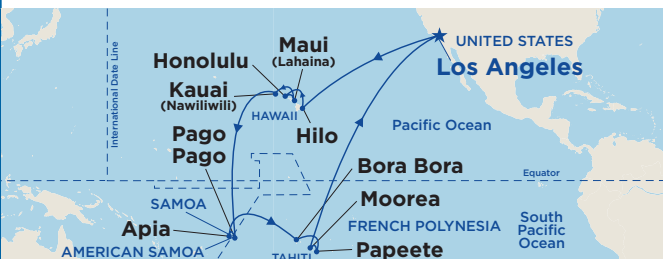 International Date Line
Maui
(Lahaina)
Honolulu
Kauai
(Nawiliwili)
HAWAII
Hilo
UNITED STATES
Los Angeles
Pacific Ocean
Pago
Pago
Bora Bora
Equator
Moorea
SAMOA
Apia
AMERICAN SAMOA
FRENCH POLYNESIA
South
Pacific
Ocean
Papeete
TAHITI